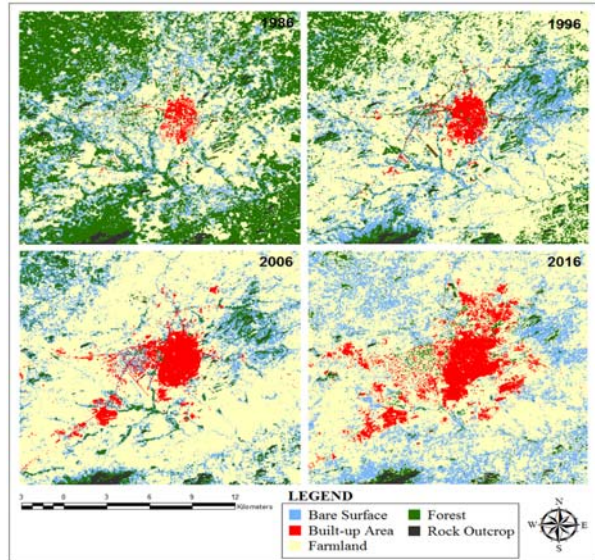 1986
1996
2006
2016
3 0 3 6 9 12
Kilometers
LEGEND
Bare Surface
Built-up Area
Farmland
Forest
Rock Outcrop
N
W E
S